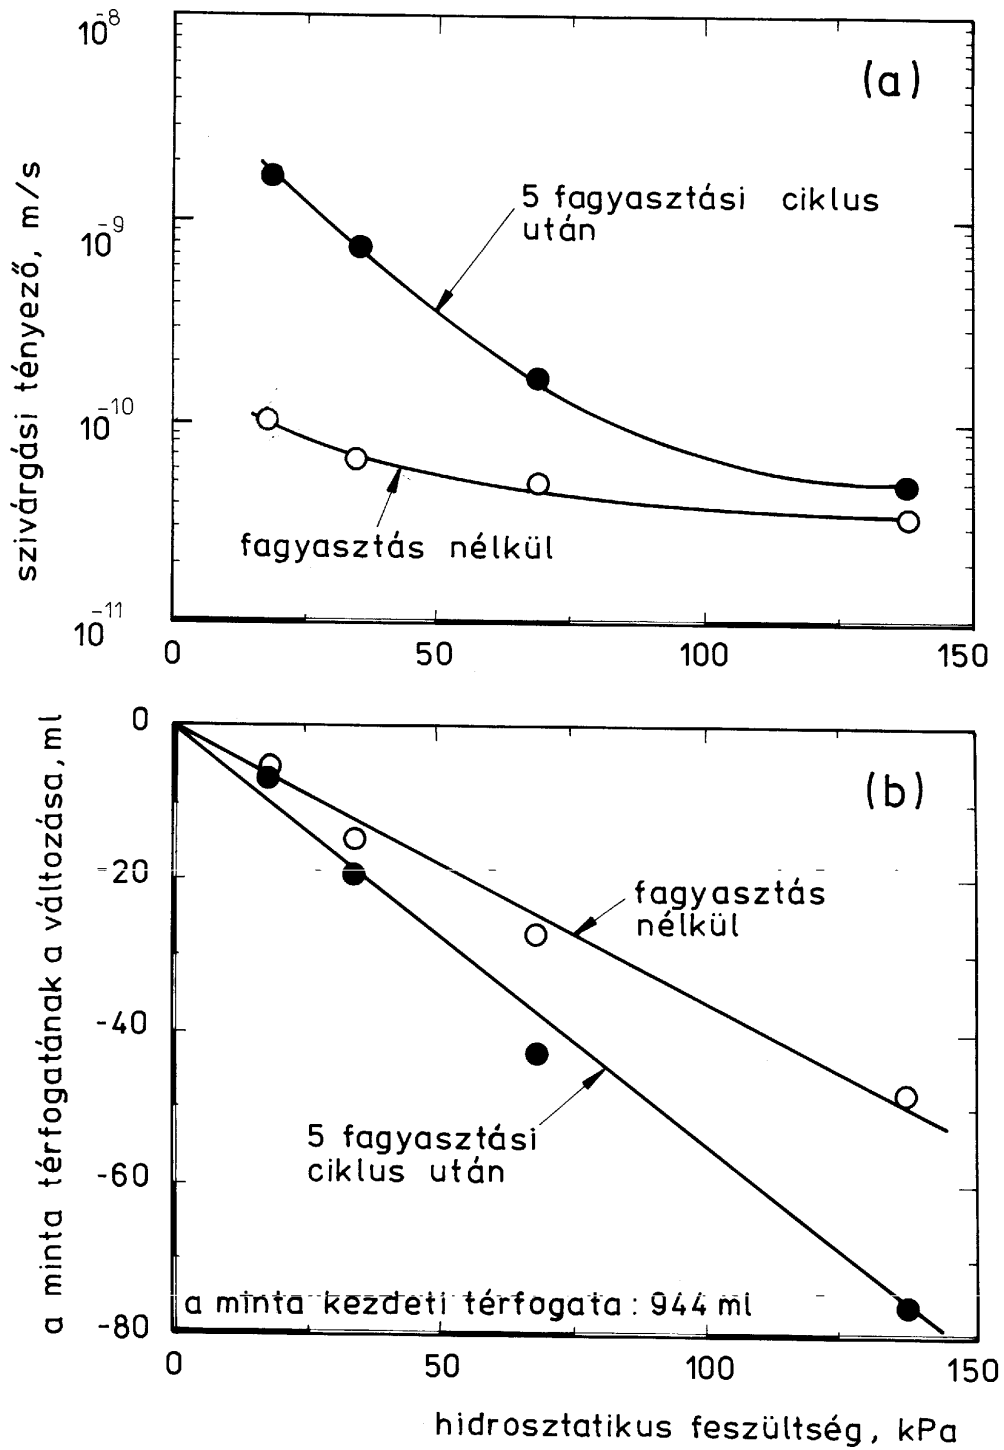 10⁻⁸
(a)
5 fagyasztási ciklus
után
10⁻⁹
szivárgási tényező, m/s
10⁻¹⁰
fagyasztás nélkül
10⁻¹¹
0 50 100 150
0
(b)
-20
fagyasztás
nélkül
a minta térfogatának a változása, ml
-40
5 fagyasztási
ciklus után
-60
a minta kezdeti térfogata: 944 ml
-80
0 50 100 150
hidrosztatikus feszültség, kPa